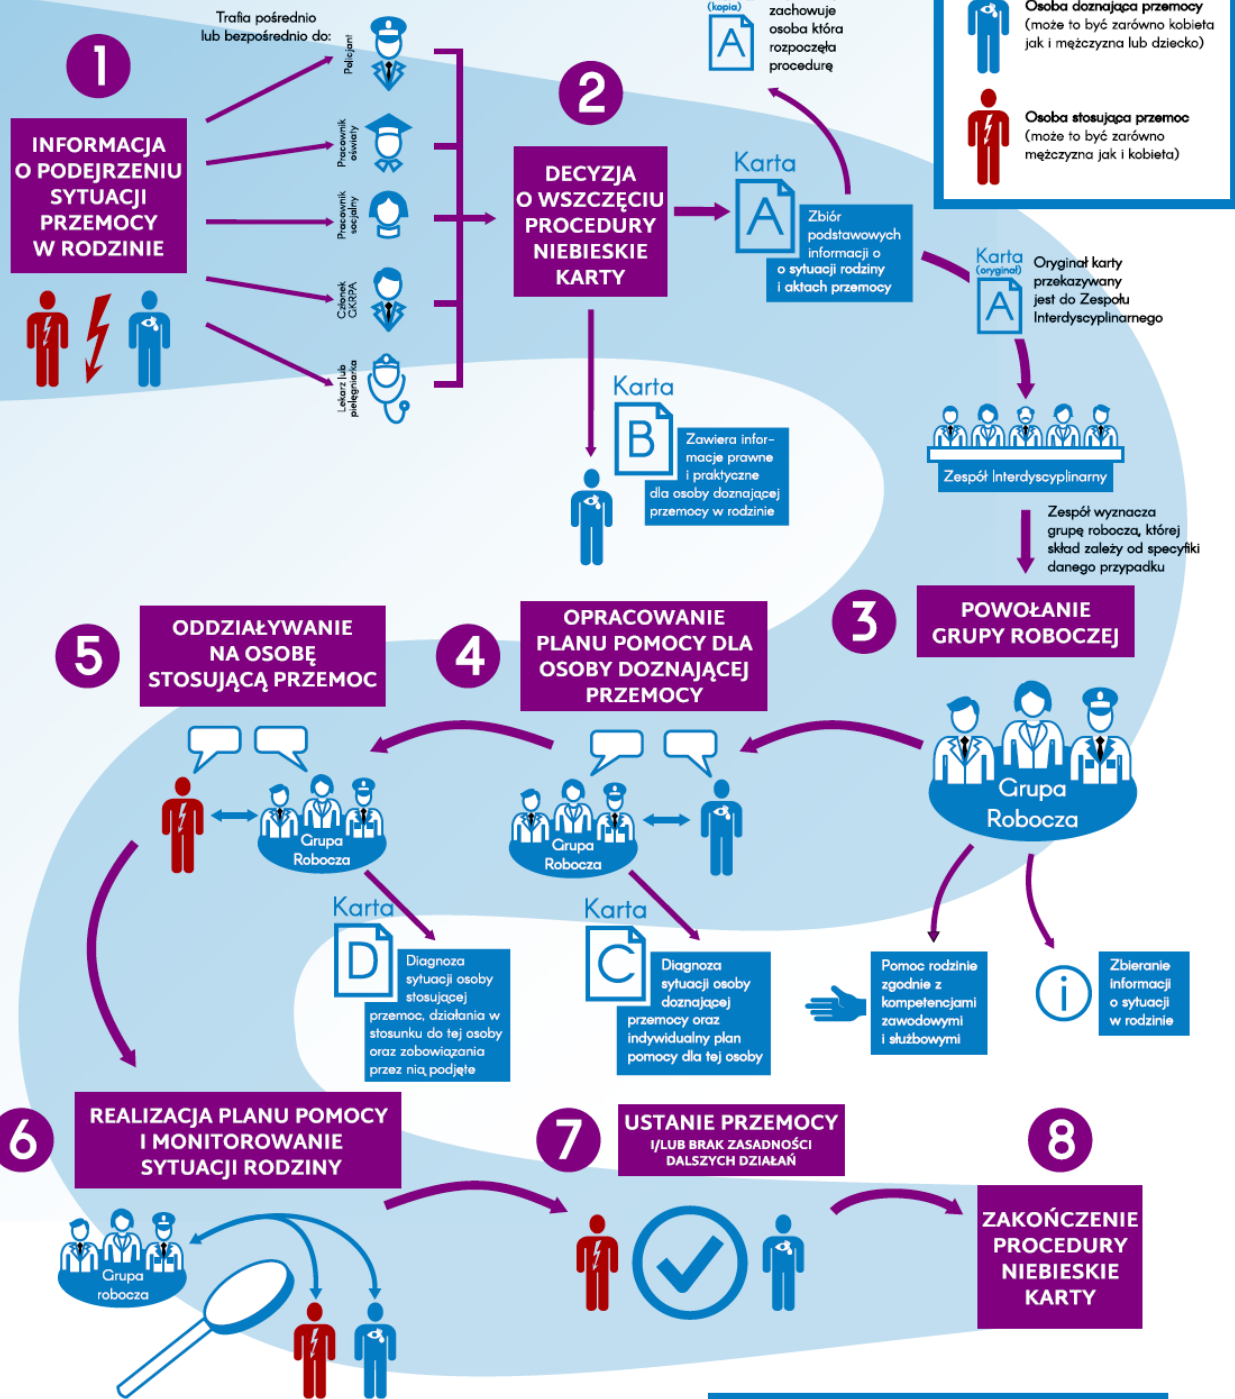 Trafia pośrednio
lub bezpośrednio do:
1
INFORMACJA
O PODEJRZENIU
SYTUACJI
PRZEMOCY
W RODZINIE
Policjant
Pracownik
oświaty
Pracownik
socjalny
Członek
GKRPA
Lekarz lub
pielęgniarka
2
DECYZJA
O WSZCZĘCIU
PROCEDURY
NIEBIESKIE
KARTY
(kopia)
A
zachowuje
osoba która
rozpoczęła
procedurę
Osoba doznająca przemocy
(może to być zarówno kobieta
jak i mężczyzna lub dziecko)
Osoba stosująca przemoc
(może to być zarówno
mężczyzna jak i kobieta)
Karta
A
Zbiór
podstawowych
informacji o
o sytuacji rodziny
i aktach przemocy
Karta
(oryginał)
A
Oryginał karty
przekazywany
jest do Zespołu
Interdyscyplinarnego
Karta
B
Zawiera infor-
macje prawne
i praktyczne
dla osoby doznającej
przemocy w rodzinie
Zespół Interdyscyplinarny
Zespół wyznacza
grupę roboczą, której
skład zależy od specyfiki
danego przypadku
3
POWOŁANIE
GRUPY ROBOCZEJ
Grupa
Robocza
Pomoc rodzinie
zgodnie z
kompetencjami
zawodowymi
i służbowymi
i
Zbieranie
informacji
o sytuacji
w rodzinie
4
OPRACOWANIE
PLANU POMOCY DLA
OSOBY DOZNAJĄCEJ
PRZEMOCY
Grupa
Robocza
Karta
C
Diagnoza
sytuacji osoby
doznającej
przemocy oraz
indywidualny plan
pomocy dla tej osoby
5
ODDZIAŁYWANIE
NA OSOBĘ
STOSUJĄCĄ PRZEMOC
Grupa
Robocza
Karta
D
Diagnoza
sytuacji osoby
stosującej
przemoc, działania w
stosunku do tej osoby
oraz zobowiązania
przez nią podjęte
6
REALIZACJA PLANU POMOCY
I MONITOROWANIE
SYTUACJI RODZINY
Grupa
robocza
7
USTANIE PRZEMOCY
I/LUB BRAK ZASADNOŚCI
DALSZYCH DZIAŁAŃ
8
ZAKOŃCZENIE
PROCEDURY
NIEBIESKIE
KARTY